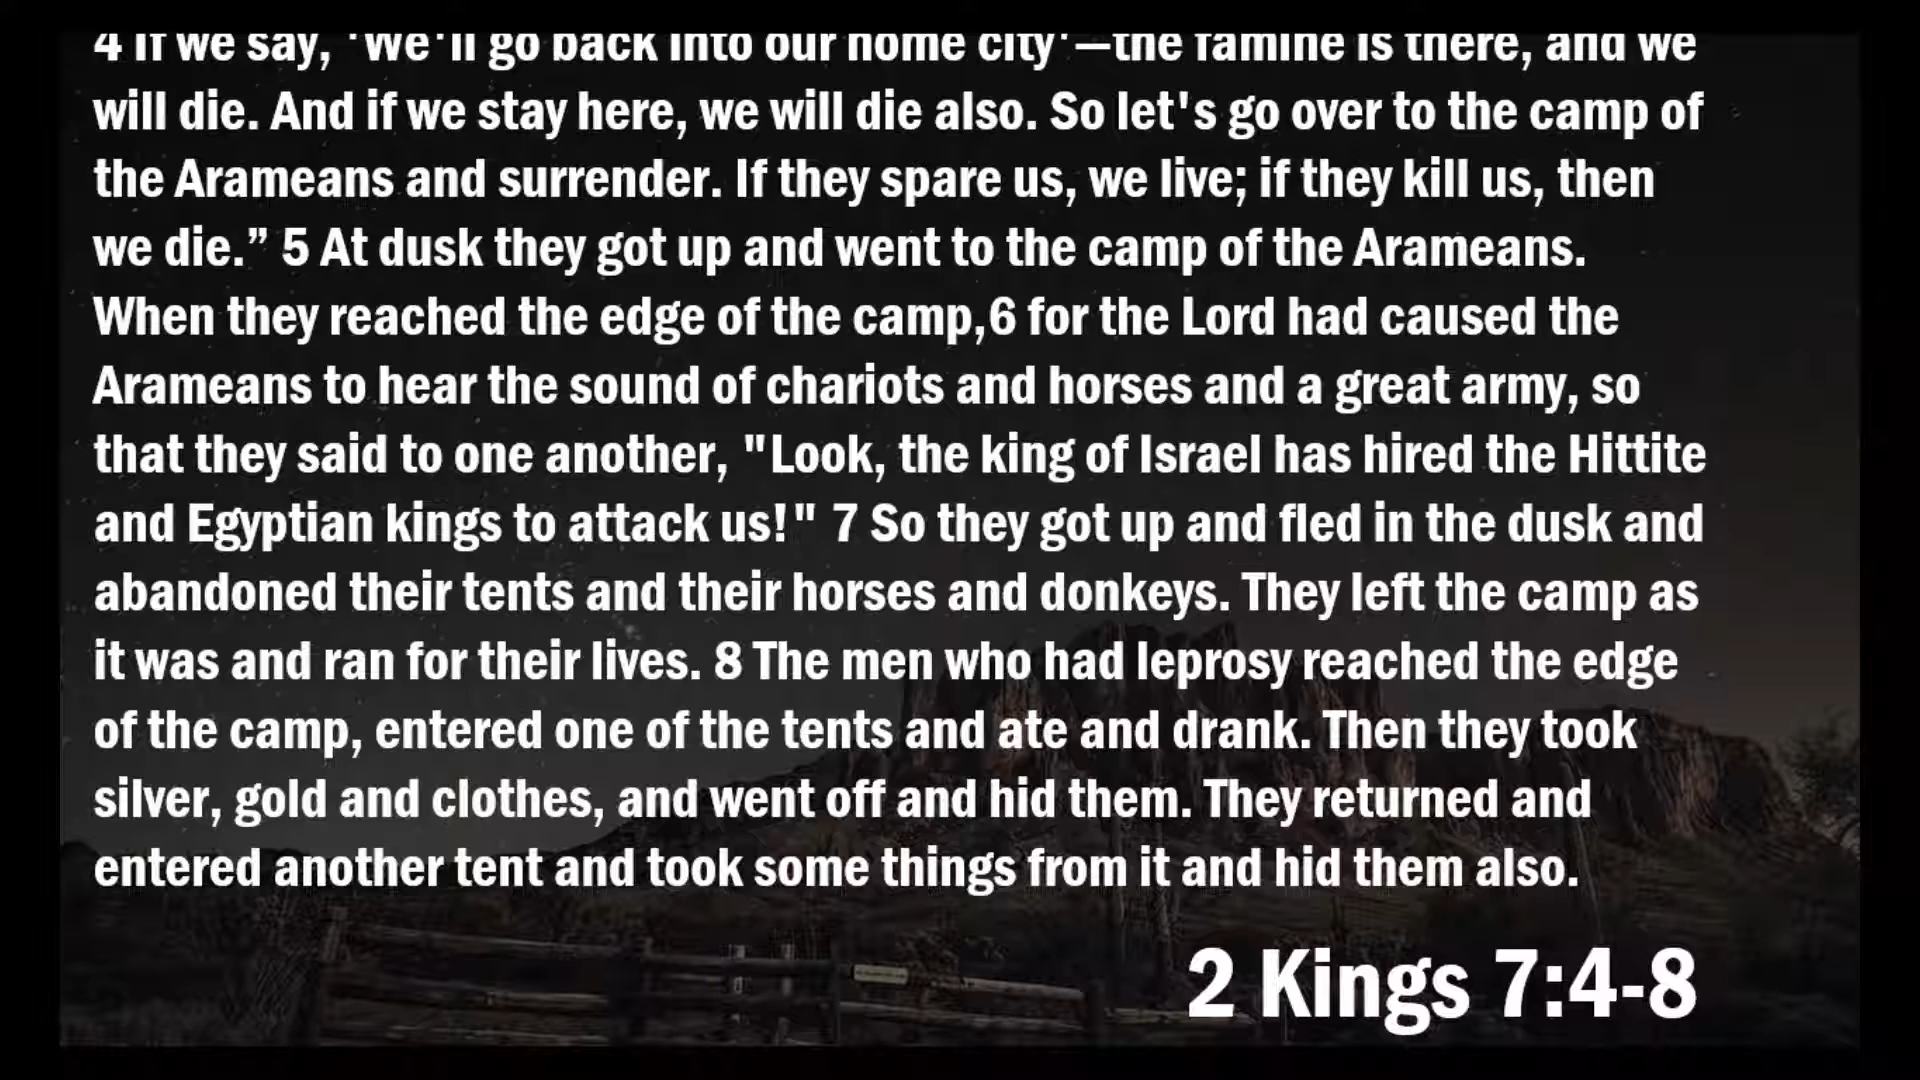 4 If we say, 'We'll go back into our home city'—the famine is there, and we
will die. And if we stay here, we will die also. So let's go over to the camp of
the Arameans and surrender. If they spare us, we live; if they kill us, then
we die.” 5 At dusk they got up and went to the camp of the Arameans.
When they reached the edge of the camp,6 for the Lord had caused the
Arameans to hear the sound of chariots and horses and a great army, so
that they said to one another, "Look, the king of Israel has hired the Hittite
and Egyptian kings to attack us!" 7 So they got up and fled in the dusk and
abandoned their tents and their horses and donkeys. They left the camp as
it was and ran for their lives. 8 The men who had leprosy reached the edge
of the camp, entered one of the tents and ate and drank. Then they took
silver, gold and clothes, and went off and hid them. They returned and
entered another tent and took some things from it and hid them also.
2 Kings 7:4-8